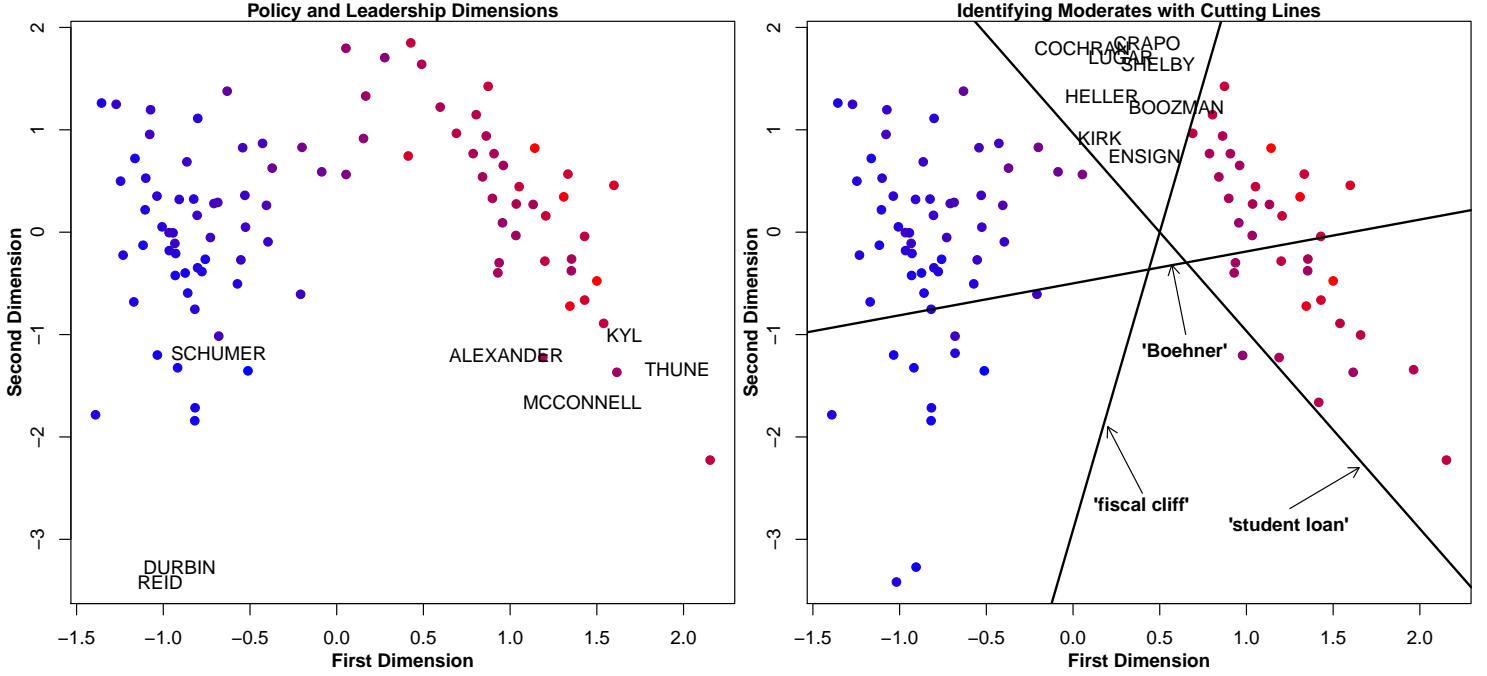 Policy and Leadership Dimensions
Second Dimension
2
1
0
−1
−2
−3
SCHUMER
ALEXANDER
KYL
THUNE
MCCONNELL
DURBIN
REID
−1.5 −1.0 −0.5 0.0 0.5 1.0 1.5 2.0
First Dimension
Identifying Moderates with Cutting Lines
Second Dimension
2
1
0
−1
−2
−3
CRAPO
COCHRAN
LUGAR
SHELBY
HELLER
BOOZMAN
KIRK
ENSIGN
'Boehner'
'fiscal cliff'
'student loan'
−1.5 −1.0 −0.5 0.0 0.5 1.0 1.5 2.0
First Dimension